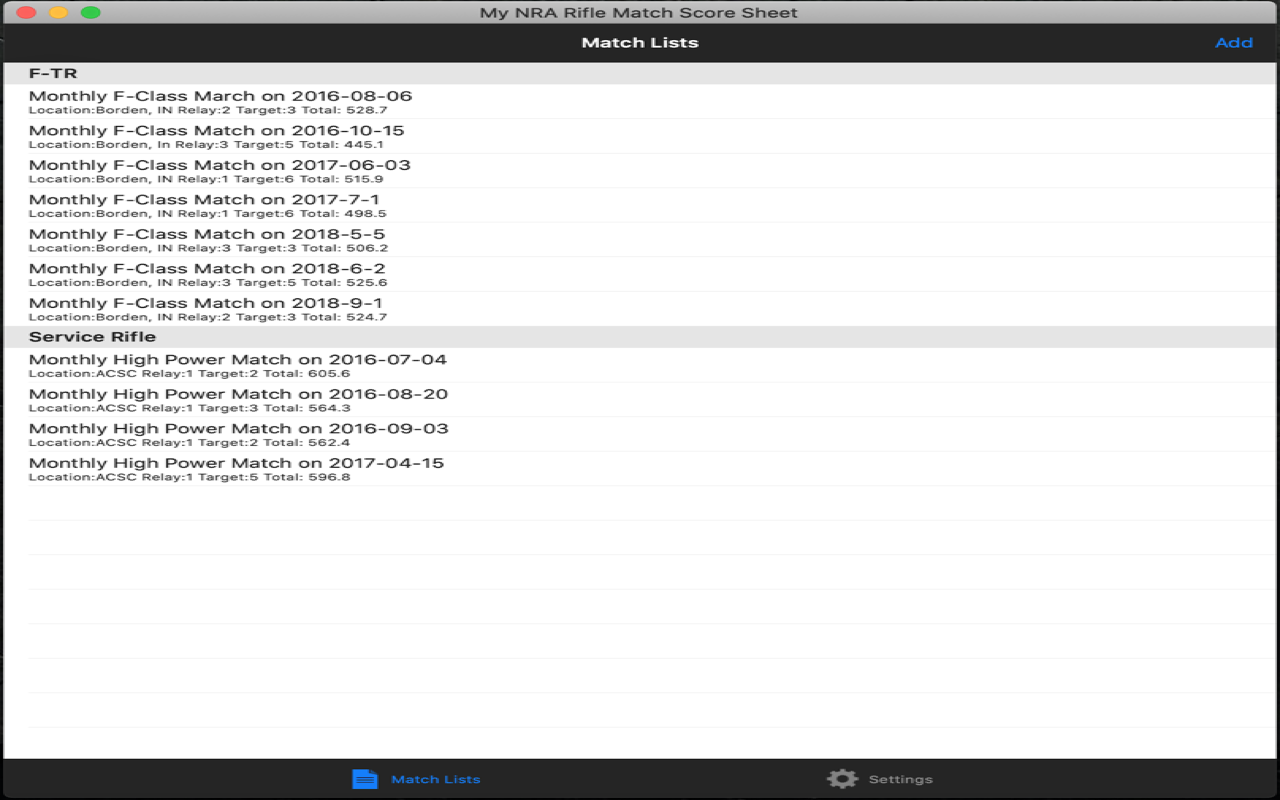 My NRA Rifle Match Score Sheet
Match Lists
Add
F-TR
Monthly F-Class March on 2016-08-06
Location:Borden, IN Relay:2 Target:3 Total: 528.7
Monthly F-Class Match on 2016-10-15
Location:Borden, In Relay:3 Target:5 Total: 445.1
Monthly F-Class Match on 2017-06-03
Location:Borden, IN Relay:1 Target:6 Total: 515.9
Monthly F-Class Match on 2017-7-1
Location:Borden, IN Relay:1 Target:6 Total: 498.5
Monthly F-Class Match on 2018-5-5
Location:Borden, IN Relay:3 Target:3 Total: 506.2
Monthly F-Class Match on 2018-6-2
Location:Borden, IN Relay:3 Target:5 Total: 525.6
Monthly F-Class Match on 2018-9-1
Location:Borden, IN Relay:2 Target:3 Total: 524.7
Service Rifle
Monthly High Power Match on 2016-07-04
Location:ACSC Relay:1 Target:2 Total: 605.6
Monthly High Power Match on 2016-08-20
Location:ACSC Relay:1 Target:3 Total: 564.3
Monthly High Power Match on 2016-09-03
Location:ACSC Relay:1 Target:2 Total: 562.4
Monthly High Power Match on 2017-04-15
Location:ACSC Relay:1 Target:5 Total: 596.8
Match Lists
Settings